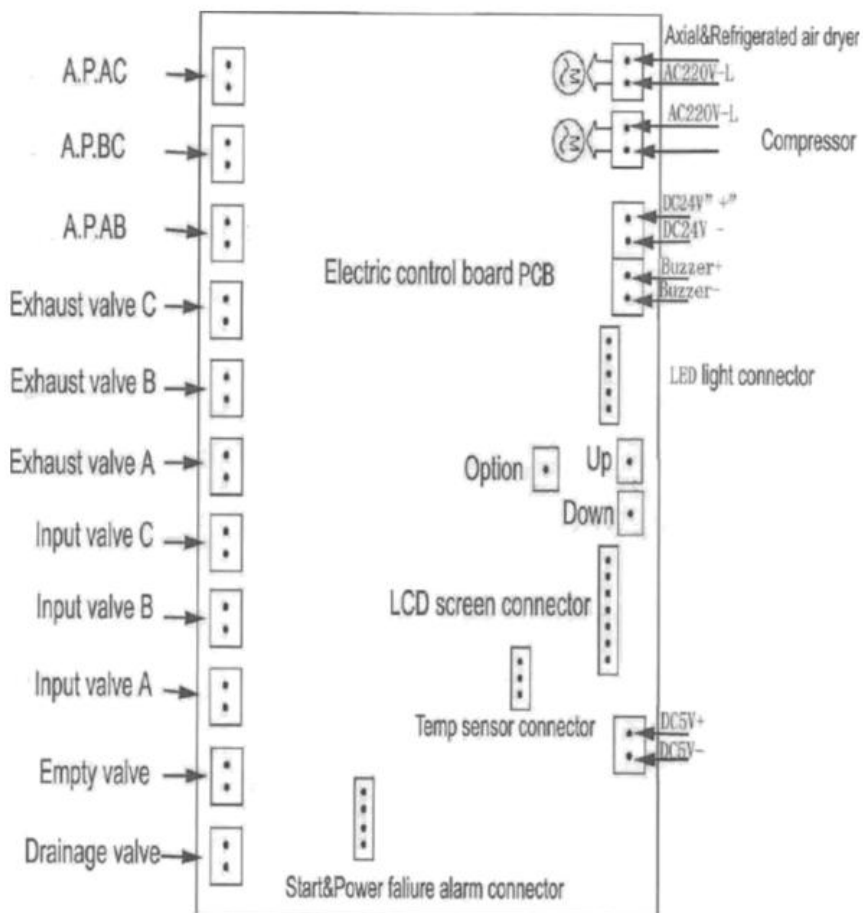 A.P.AC
A.P.BC
A.P.AB
Exhaust valve C
Exhaust valve B
Exhaust valve A
Input valve C
Input valve B
Input valve A
Empty valve
Drainage valve
Axial&Refrigerated air dryer
AC220V-L
AC220V-L
Compressor
M
M
DC24V" +"
DC24V -
Buzzer+
Buzzer-
Electric control board PCB
LED light connector
Option
Up
Down
LCD screen connector
Temp sensor connector
DC5V+
DC5V-
Start&Power faliure alarm connector